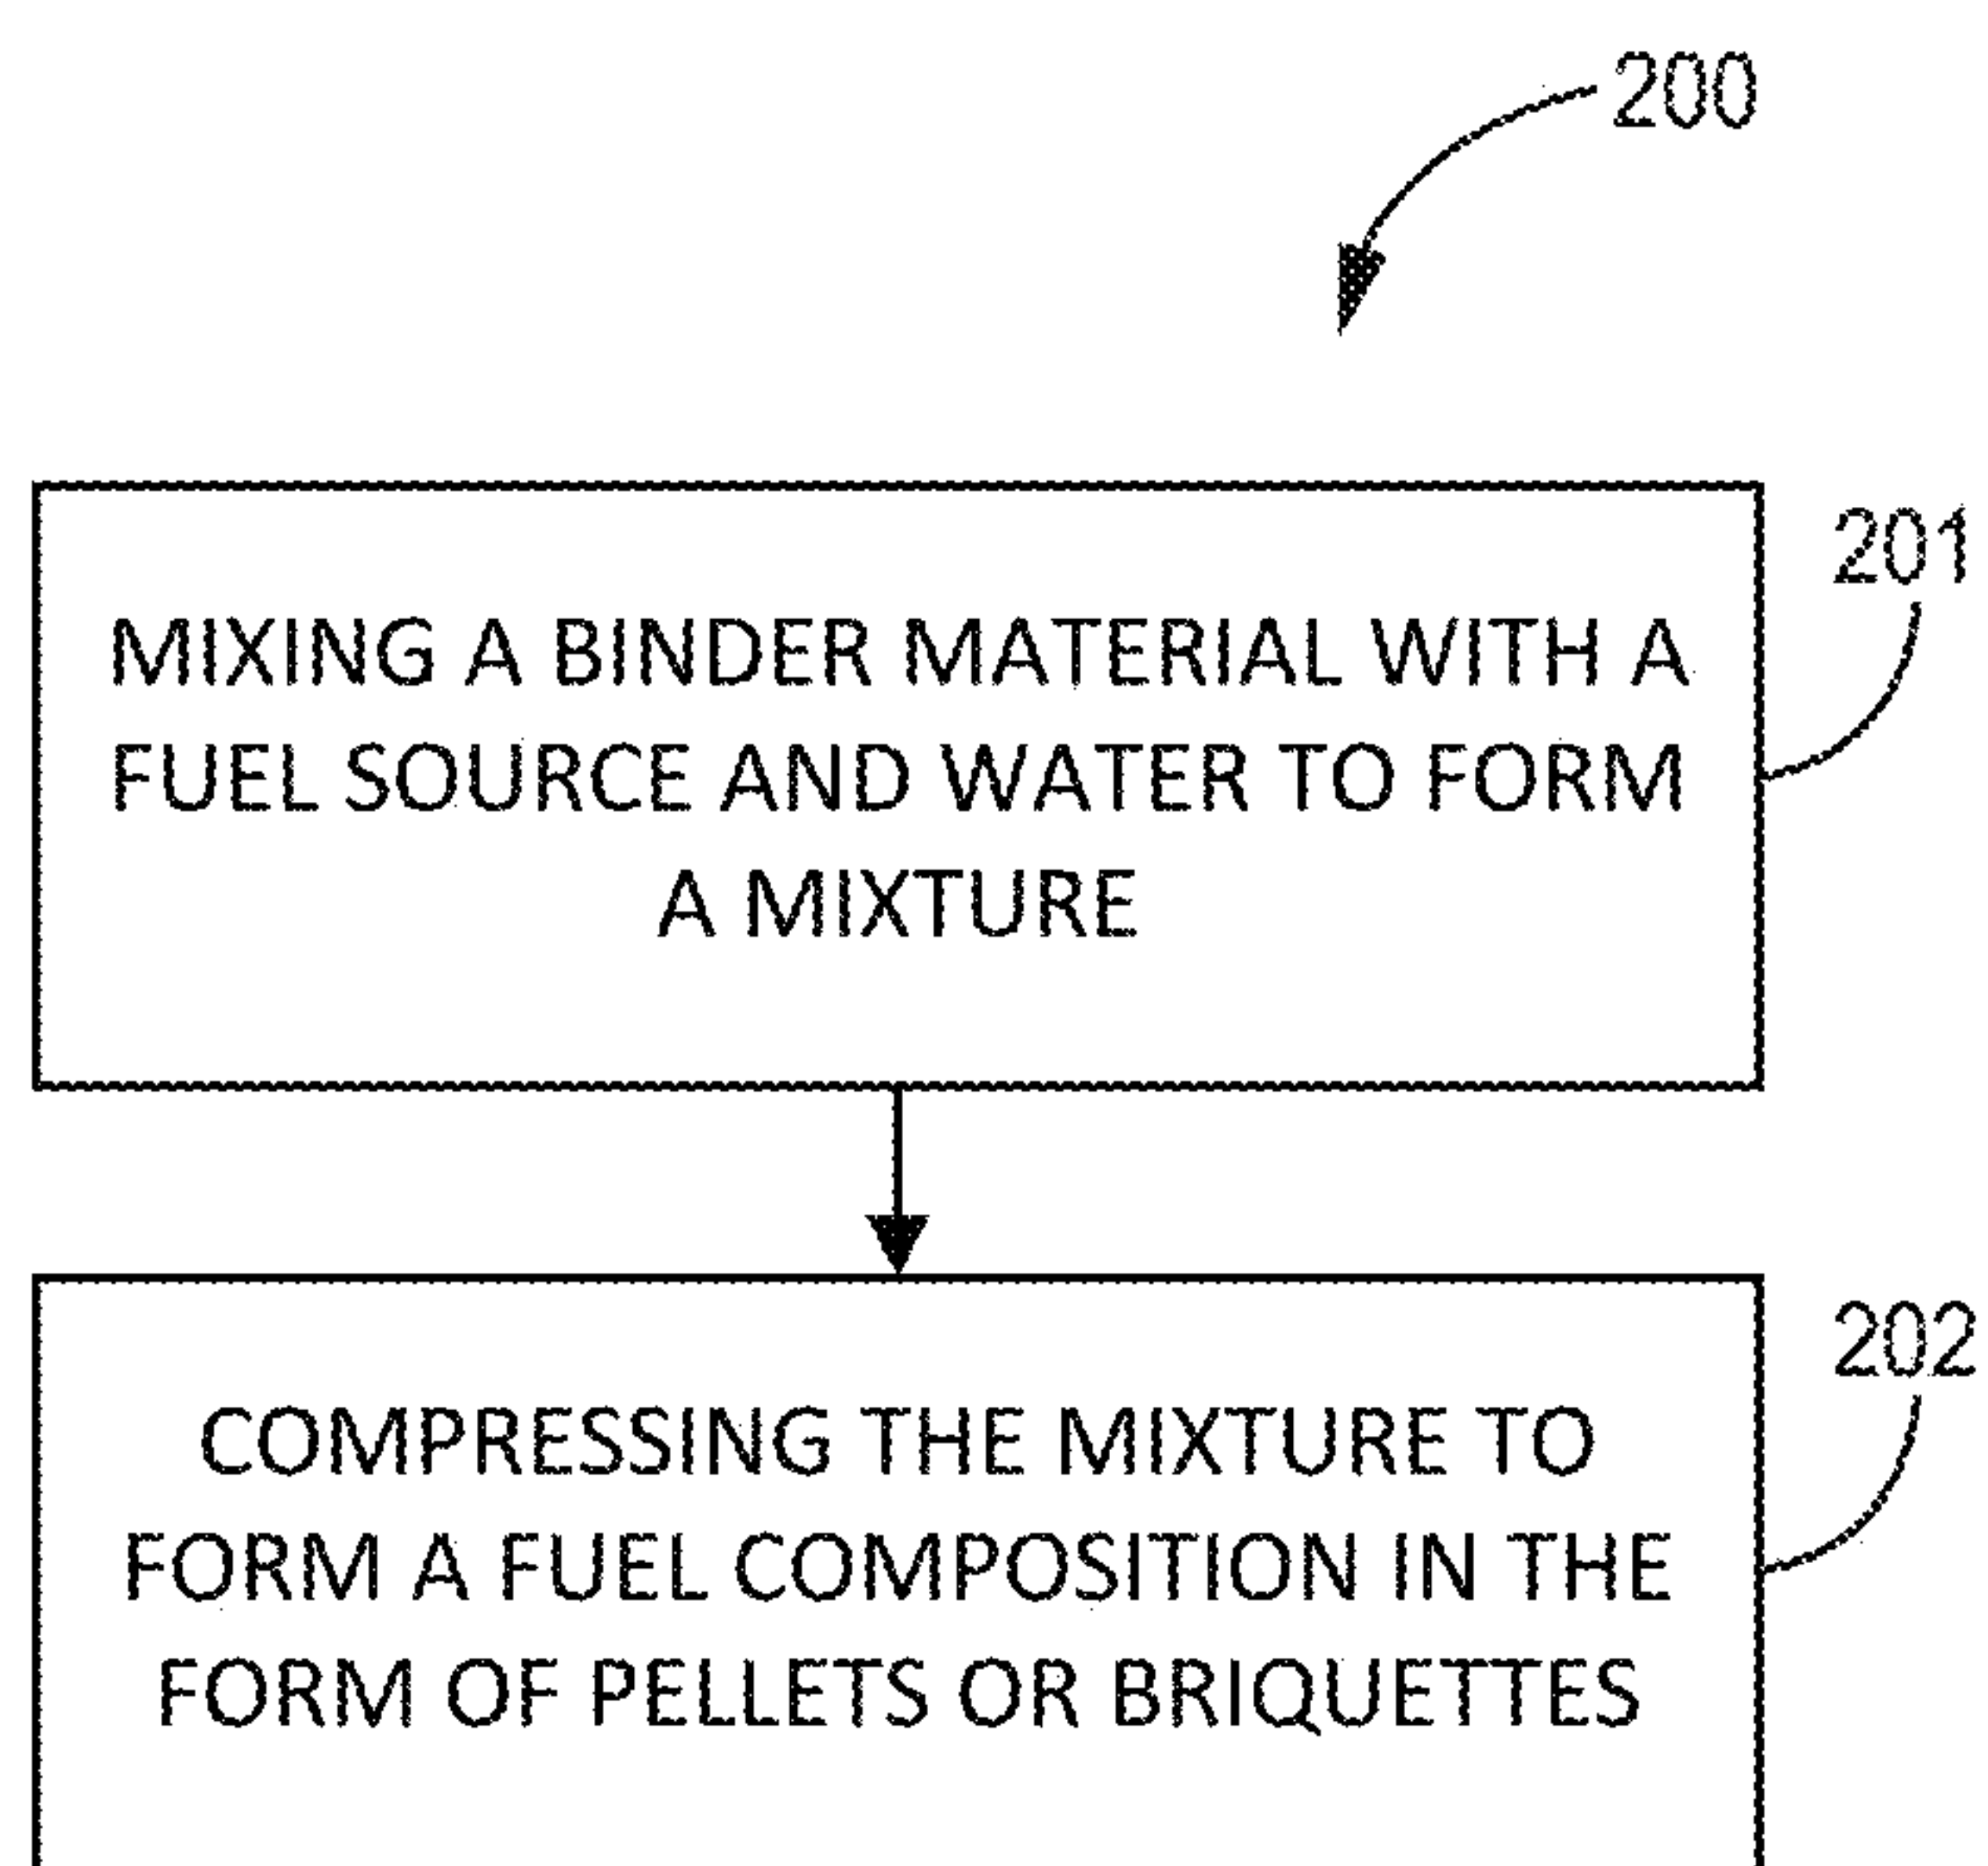 200
201
MIXING A BINDER MATERIAL WITH A
FUEL SOURCE AND WATER TO FORM
A MIXTURE
202
COMPRESSING THE MIXTURE TO
FORM A FUEL COMPOSITION IN THE
FORM OF PELLETS OR BRIQUETTES